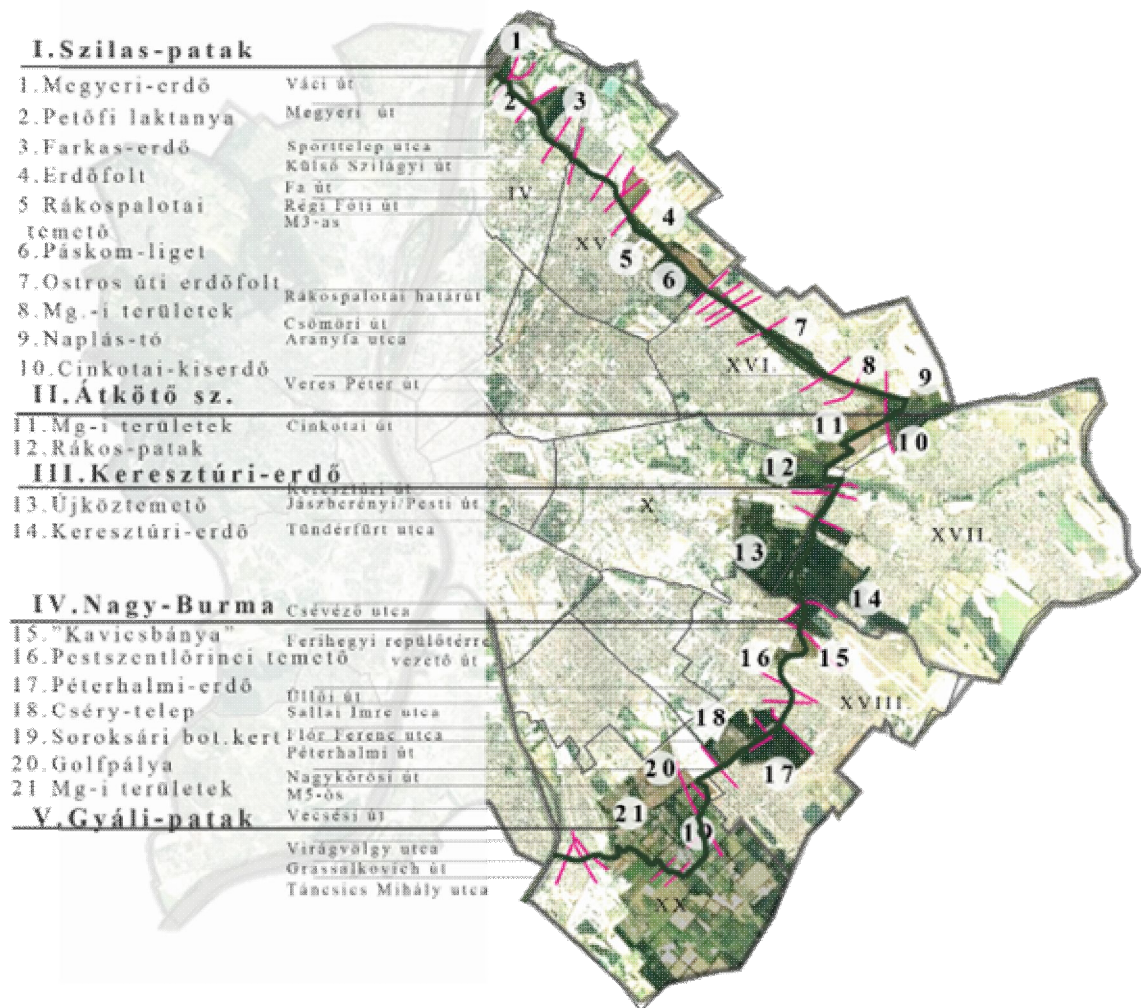 I.Szilas-patak
1.Megyeri-erdő
2.Petőfi laktanya
3.Farkas-erdő
4.Erdőfolt
5 Rákospalotai
temető
6.Páskom-liget
7.Ostros úti erdőfolt
8.Mg.-i területek
9.Naplás-tó
10.Cinkotai-kiserdő
II.Átkötő sz.
11.Mg-i területek
12.Rákos-patak
III.Keresztúri-erdő
13.Újköztemető
14.Keresztúri-erdő
IV.Nagy-Burma
15."Kavicsbánya"
16.Pestszentlőrinci temető
17.Péterhalmi-erdő
18.Cséry-telep
19.Soroksári bot.kert
20.Golfpálya
21 Mg-i területek
V.Gyáli-patak
Váci út
Megyeri út
Sporttelep utca
Külső Szilágyi út
Fa út
Régi Fóti út
M3-as
Rákospalotai határút
Csömöri út
Aranyfa utca
Veres Péter út
Cinkotai út
Keresztúri út
Jászberényi/Pesti út
Tündérfürt utca
Csévéző utca
Ferihegyi repülőtérre
vezető út
Üllői út
Sallai Imre utca
Flór Ferenc utca
Péterhalmi út
Nagykőrösi út
M5-ös
Vecsési út
Virágvölgy utca
Grassalkovich út
Táncsics Mihály utca
1
2
3
IV
4
XV
5
6
7
XVI.
8
9
11
10
12
X
XVII
13
14
16
15
XVIII
18
17
20
21
19
XX